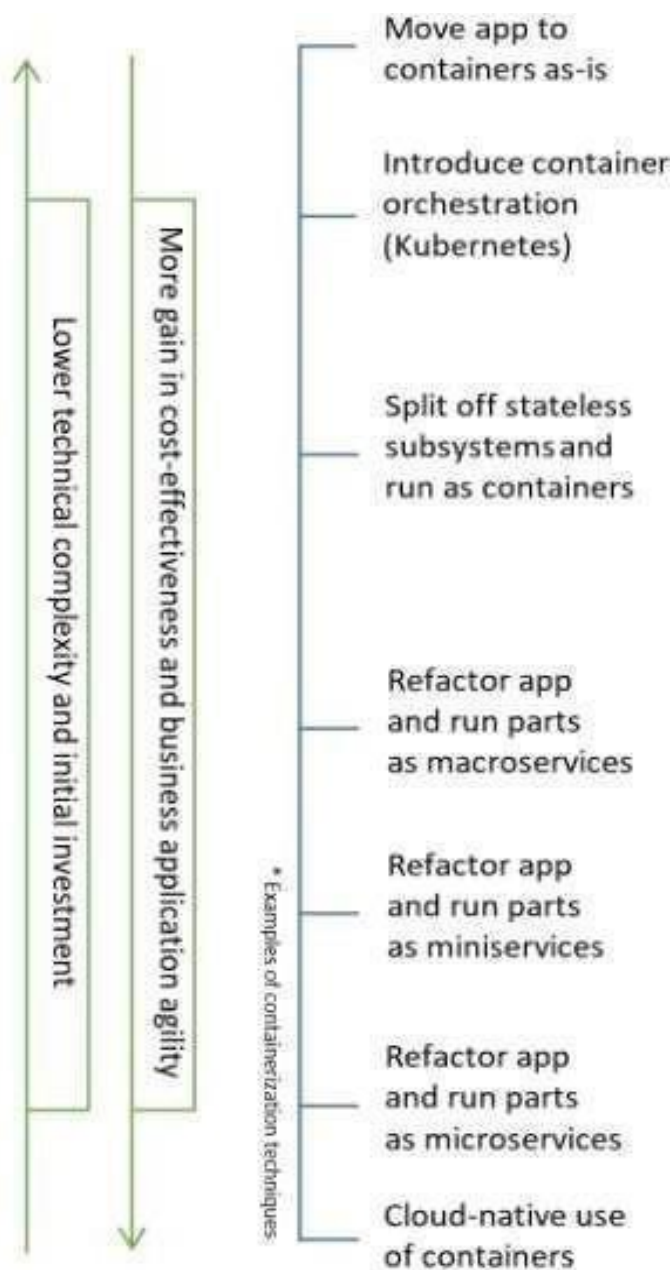 Move app to
containers as-is
Introduce container
orchestration
(Kubernetes)
Split off stateless
subsystems and
run as containers
Refactor app
and run parts
as macroservices
Refactor app
and run parts
as miniservices
Refactor app
and run parts
as microservices
Cloud-native use
of containers
* Examples of containerization techniques
More gain in cost-effectiveness and business application agility
Lower technical complexity and initial investment